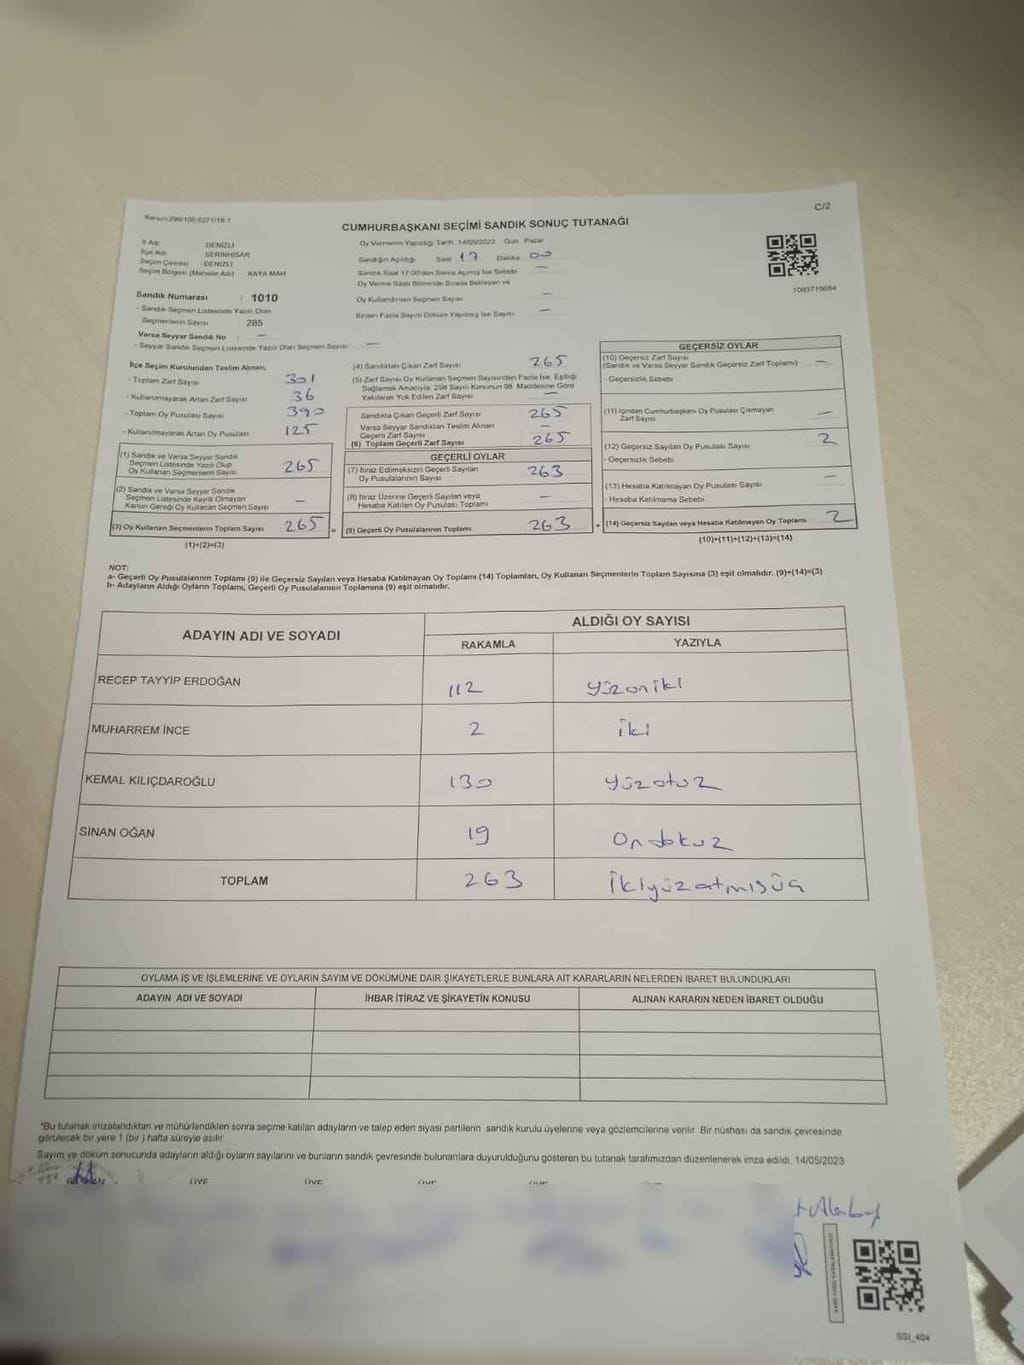 C/2
CUMHURBAŞKANI SEÇİMİ SANDIK SONUÇ TUTANAĞI
İl Adı DENİZLİ
İlçe Adı SERİNHİSAR
Seçim Çevresi : DENİZLİ
Seçim Bölgesi (Mahalle Adı) KAYA MAH
Sandık Numarası : 1010
- Sandık Seçmen Listesinde Yazılı Olan
Seçmenlerin Sayısı 285
Varsa Seyyar Sandık No : —
- Seyyar Sandık Seçmen Listesinde Yazılı Olan Seçmen Sayısı —
Oy Vermenin Yapıldığı Tarih 14/05/2023 Gün Pazar
Sandığın Açıldığı Saat 17 Dakika 00
Sandık Saat 17:00'den Sonra Açılmış İse Sebebi —
Oy Verme Saati Bitiminde Sırada Bekleyen ve
Oy Kullandırılan Seçmen Sayısı —
Birden Fazla Sayım Döküm Yapılmış İse Sayısı —
1093719684
İlçe Seçim Kurulundan Teslim Alınan;
- Toplam Zarf Sayısı 301
- Kullanılmayarak Artan Zarf Sayısı 36
- Toplam Oy Pusulası Sayısı 390
- Kullanılmayarak Artan Oy Pusulası 125
(1) Sandık ve Varsa Seyyar Sandık
Seçmen Listesinde Yazılı Olup
Oy Kullanan Seçmenlerin Sayısı 265
(2) Sandık ve Varsa Seyyar Sandık
Seçmen Listesinde Kayıtlı Olmayan
Kanun Gereği Oy Kullanan Seçmen Sayısı —
(3) Oy Kullanan Seçmenlerin Toplam Sayısı 265 =
(1)+(2)=(3)
(4) Sandıktan Çıkan Zarf Sayısı 265
(5) Zarf Sayısı Oy Kullanan Seçmen Sayısından Fazla İse, Eşitliği
Sağlamak Amacıyla, 298 Sayılı Kanunun 98. Maddesine Göre
Yakılarak Yok Edilen Zarf Sayısı —
Sandıkta Çıkan Geçerli Zarf Sayısı 265
Varsa Seyyar Sandıktan Teslim Alınan
Geçerli Zarf Sayısı —
(6) Toplam Geçerli Zarf Sayısı 265
GEÇERLİ OYLAR
(7) İtiraz Edilmeksizin Geçerli Sayılan
Oy Pusulalarının Sayısı 263
(8) İtiraz Üzerine Geçerli Sayılan veya
Hesaba Katılan Oy Pusulası Toplamı —
(9) Geçerli Oy Pusulalarının Toplamı 263 +
GEÇERSİZ OYLAR
(10) Geçersiz Zarf Sayısı
(Sandık ve Varsa Seyyar Sandık Geçersiz Zarf Toplamı) —
- Geçersizlik Sebebi
(11) İçinden Cumhurbaşkanı Oy Pusulası Çıkmayan
Zarf Sayısı —
(12) Geçersiz Sayılan Oy Pusulası Sayısı 2
- Geçersizlik Sebebi
(13) Hesaba Katılmayan Oy Pusulası Sayısı —
- Hesaba Katılmama Sebebi
(14) Geçersiz Sayılan veya Hesaba Katılmayan Oy Toplamı 2
(10)+(11)+(12)+(13)=(14)
NOT:
a- Geçerli Oy Pusulalarının Toplamı (9) ile Geçersiz Sayılan veya Hesaba Katılmayan Oy Toplamı (14) Toplamları, Oy Kullanan Seçmenlerin Toplam Sayısına (3) eşit olmalıdır. (9)+(14)=(3)
b- Adayların Aldığı Oyların Toplamı, Geçerli Oy Pusulalarının Toplamına (9) eşit olmalıdır.
ADAYIN ADI VE SOYADI ALDIĞI OY SAYISI
RAKAMLA YAZIYLA
RECEP TAYYİP ERDOĞAN 112 yüzoniki
MUHARREM İNCE 2 iki
KEMAL KILIÇDAROĞLU 130 yüzotuz
SİNAN OĞAN 19 Ondokuz
TOPLAM 263 İkiyüzatmışüç
OYLAMA İŞ VE İŞLEMLERİNE VE OYLARIN SAYIM VE DÖKÜMÜNE DAİR ŞİKAYETLERLE BUNLARA AİT KARARLARIN NELERDEN İBARET BULUNDUKLARI
ADAYIN ADI VE SOYADI İHBAR İTİRAZ VE ŞİKAYETİN KONUSU ALINAN KARARIN NEDEN İBARET OLDUĞU
*Bu tutanak imzalandıktan ve mühürlendikten sonra seçime katılan adayların ve talep eden siyasi partilerin sandık kurulu üyelerine veya gözlemcilerine verilir. Bir nüshası da sandık çevresinde
görülecek bir yere 1 (bir ) hafta süreyle asılır.
Sayım ve döküm sonucunda adayların aldığı oyların sayılarını ve bunların sandık çevresinde bulunanlara duyurulduğunu gösteren bu tutanak tarafımızdan düzenlenerek imza edildi. 14/05/2023
ÜYE ÜYE
SSI_404